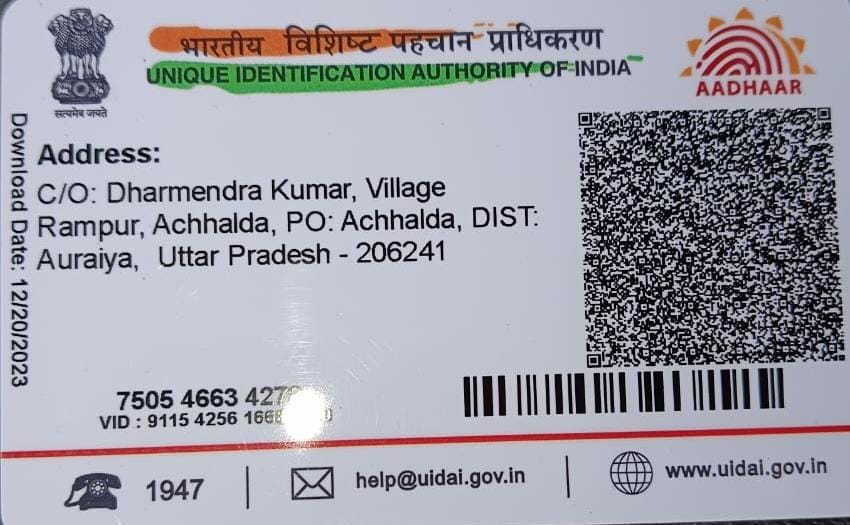 भारतीय विशिष्ट पहचान प्राधिकरण
UNIQUE IDENTIFICATION AUTHORITY OF INDIA
सत्यमेव जयते
AADHAAR
Download Date: 12/20/2023
Address:
C/O: Dharmendra Kumar, Village
Rampur, Achhalda, PO: Achhalda, DIST:
Auraiya, Uttar Pradesh - 206241
7505 4663
VID : 9115 4256
1947 | help@uidai.gov.in | www.uidai.gov.in